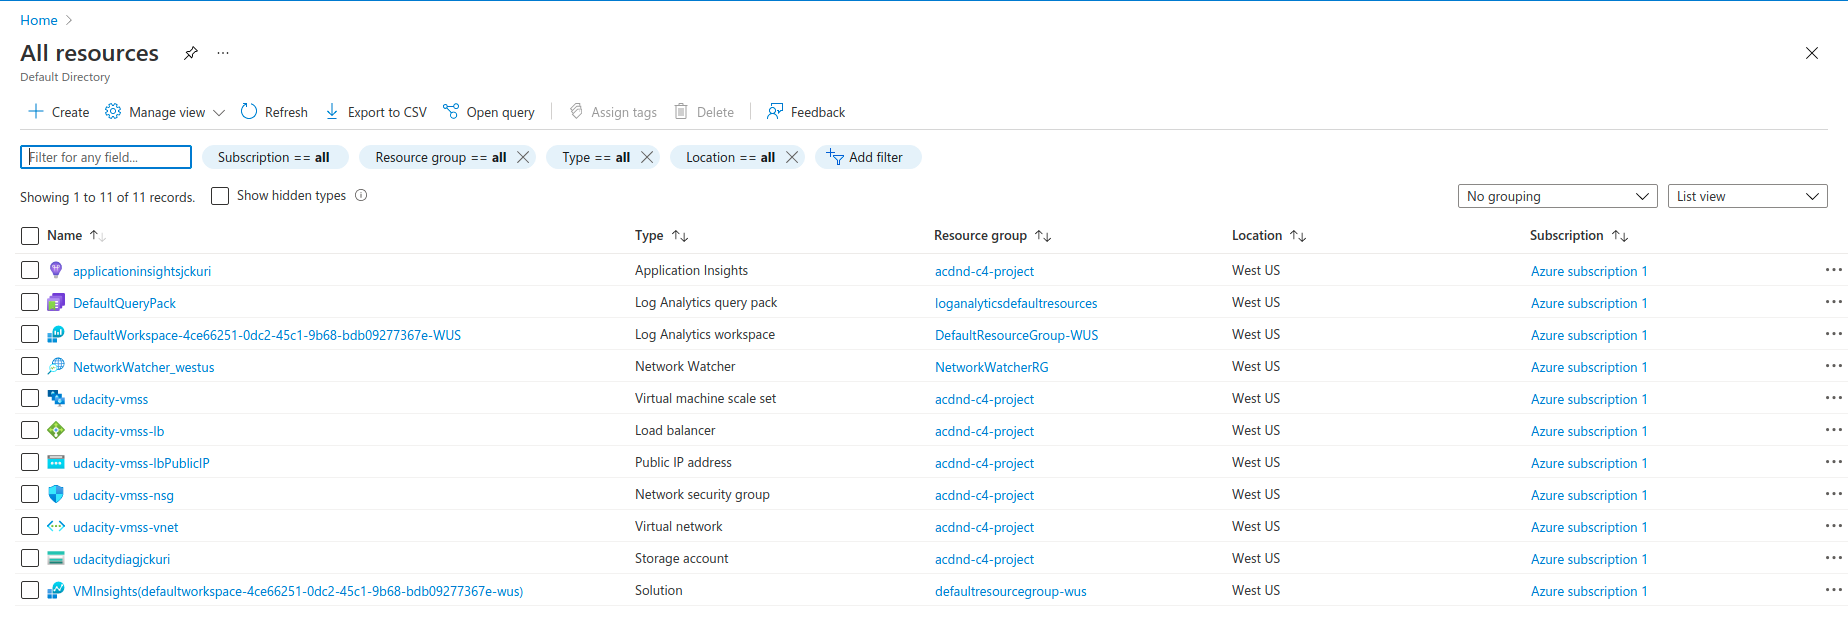 Home
All resources
Default Directory
Create Manage view Refresh Export to CSV Open query Assign tags Delete Feedback
Filter for any field... Subscription == all Resource group == all Type == all Location == all Add filter
Showing 1 to 11 of 11 records. Show hidden types No grouping List view
Name Type Resource group Location Subscription
applicationinsightsjckuri Application Insights acdnd-c4-project West US Azure subscription 1
DefaultQueryPack Log Analytics query pack loganalyticsdefaultresources West US Azure subscription 1
DefaultWorkspace-4ce66251-0dc2-45c1-9b68-bdb09277367e-WUS Log Analytics workspace DefaultResourceGroup-WUS West US Azure subscription 1
NetworkWatcher_westus Network Watcher NetworkWatcherRG West US Azure subscription 1
udacity-vmss Virtual machine scale set acdnd-c4-project West US Azure subscription 1
udacity-vmss-lb Load balancer acdnd-c4-project West US Azure subscription 1
udacity-vmss-lbPublicIP Public IP address acdnd-c4-project West US Azure subscription 1
udacity-vmss-nsg Network security group acdnd-c4-project West US Azure subscription 1
udacity-vmss-vnet Virtual network acdnd-c4-project West US Azure subscription 1
udacitydiagjckuri Storage account acdnd-c4-project West US Azure subscription 1
VMInsights(defaultworkspace-4ce66251-0dc2-45c1-9b68-bdb09277367e-wus) Solution defaultresourcegroup-wus West US Azure subscription 1